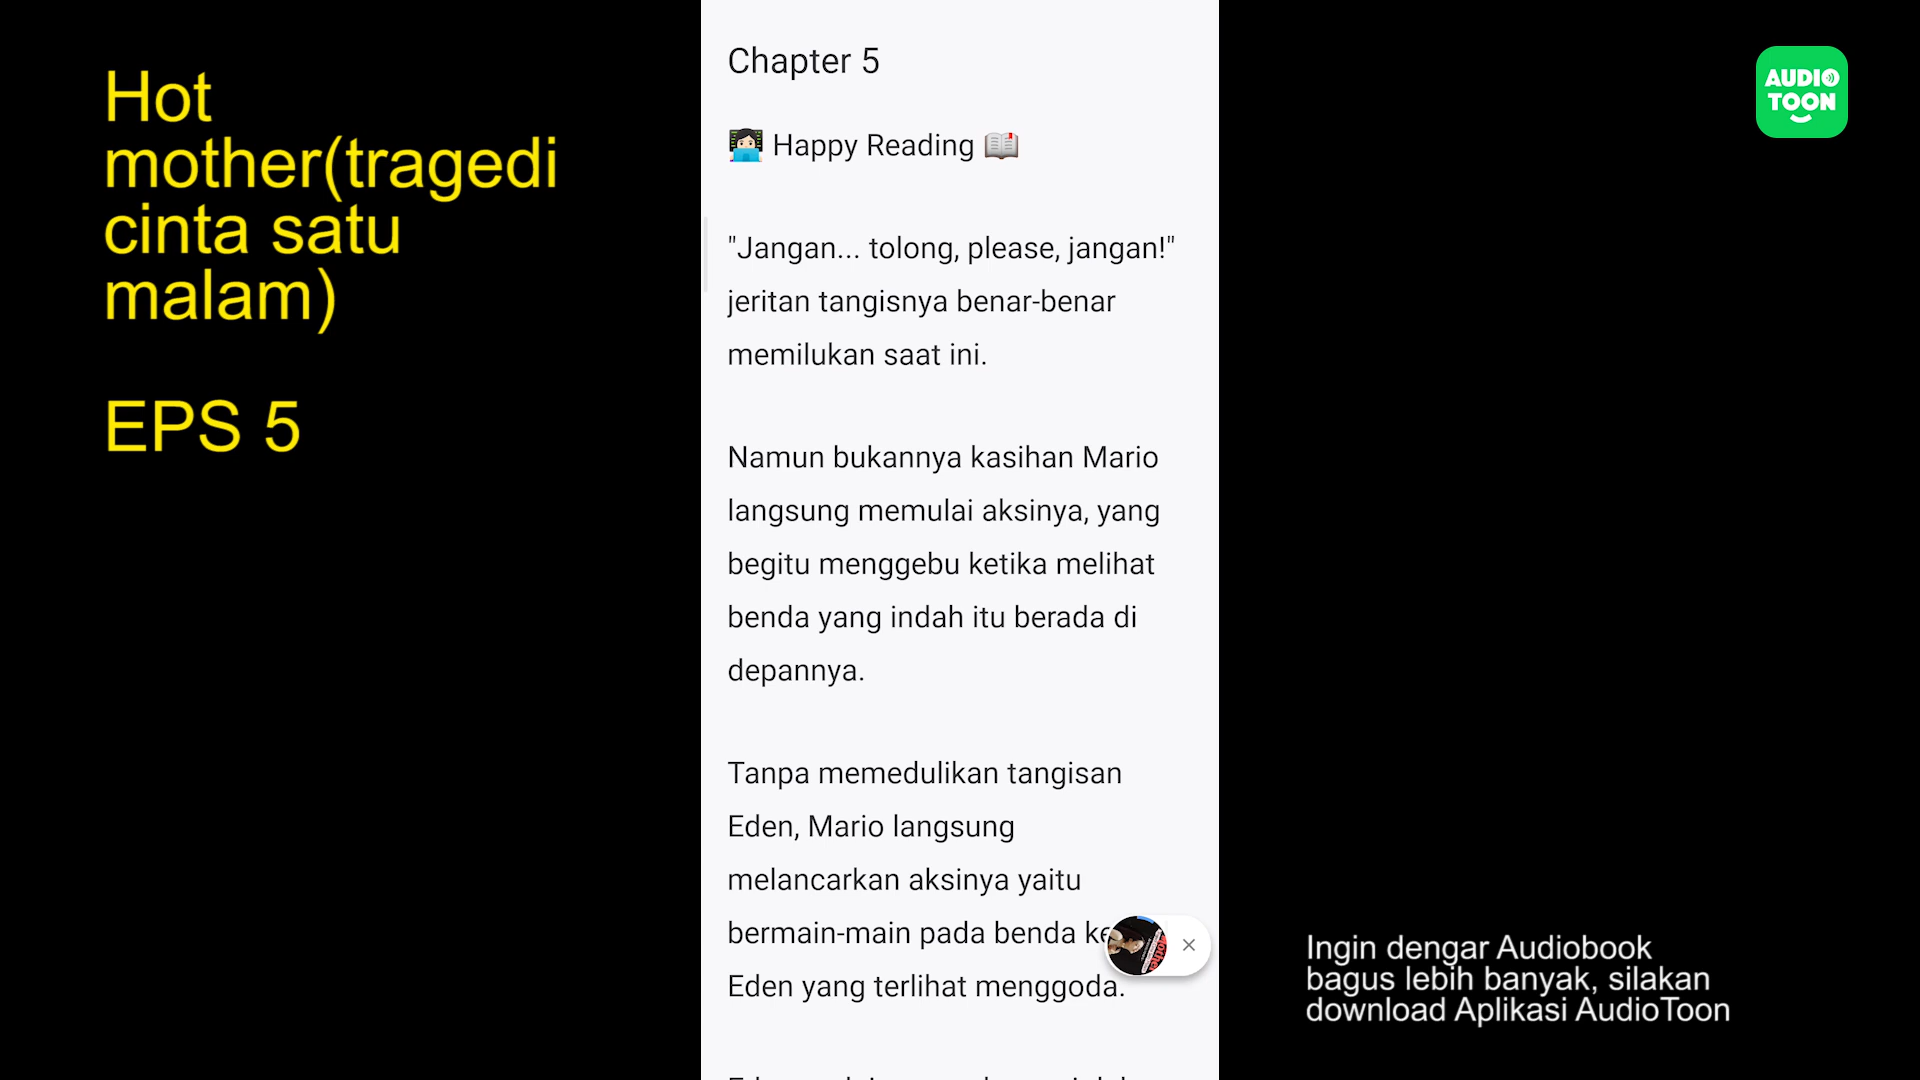 Hot
mother(tragedi
cinta satu
malam)
EPS 5
Chapter 5
Happy Reading
"Jangan... tolong, please, jangan!"
jeritan tangisnya benar-benar
memilukan saat ini.
Namun bukannya kasihan Mario
langsung memulai aksinya, yang
begitu menggebu ketika melihat
benda yang indah itu berada di
depannya.
Tanpa memedulikan tangisan
Eden, Mario langsung
melancarkan aksinya yaitu
bermain-main pada benda
Eden yang terlihat menggoda.
AUDIO
TOON
Ingin dengar Audiobook
bagus lebih banyak, silakan
download Aplikasi AudioToon